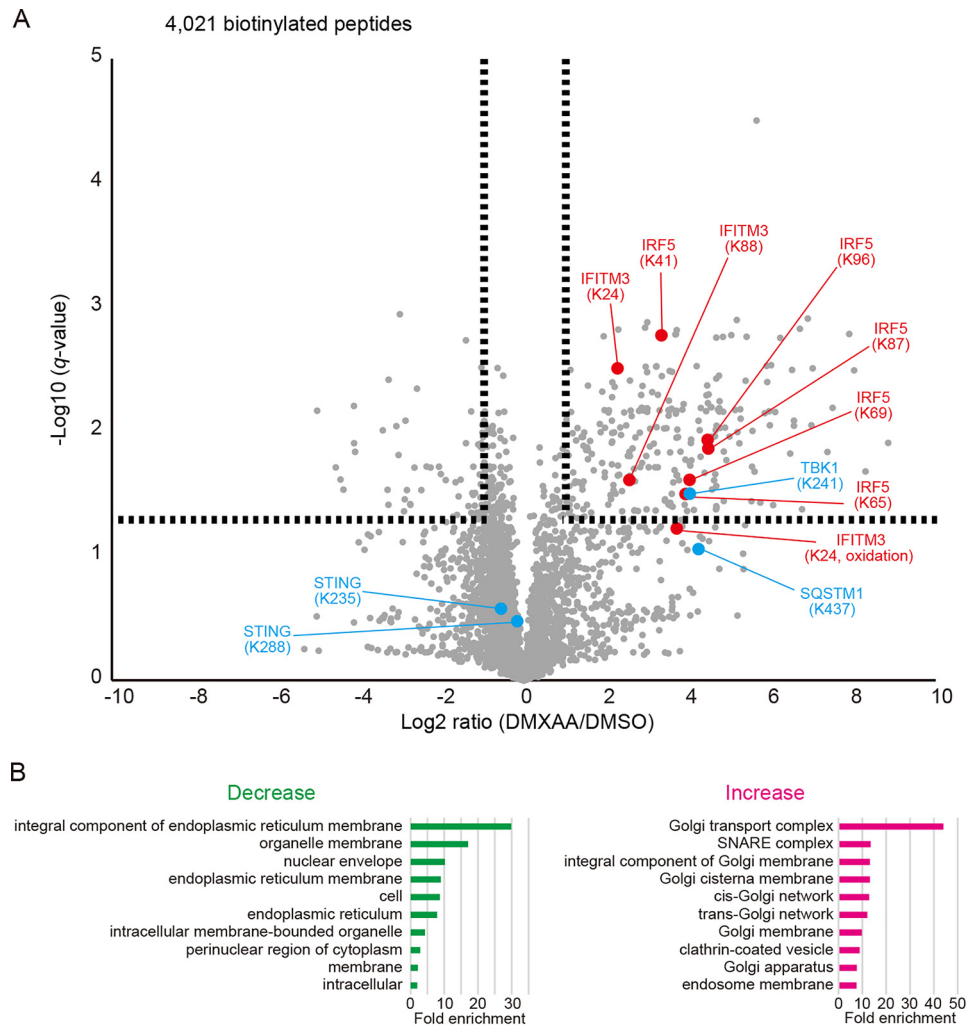 A
4,021 biotinylated peptides
5
4
3
2
1
0
-Log10 (q-value)
-10
-8
-6
-4
-2
0
2
4
6
8
10
Log2 ratio (DMXAA/DMSO)
IFITM3
(K24)
IRF5
(K41)
IFITM3
(K88)
IRF5
(K96)
IRF5
(K87)
IRF5
(K69)
TBK1
(K241)
IRF5
(K65)
IFITM3
(K24, oxidation)
SQSTM1
(K437)
STING
(K235)
STING
(K288)
B
Decrease
integral component of endoplasmic reticulum membrane
organelle membrane
nuclear envelope
endoplasmic reticulum membrane
cell
endoplasmic reticulum
intracellular membrane-bounded organelle
perinuclear region of cytoplasm
membrane
intracellular
0 10 20 30
Fold enrichment
Increase
Golgi transport complex
SNARE complex
integral component of Golgi membrane
Golgi cisterna membrane
cis-Golgi network
trans-Golgi network
Golgi membrane
clathrin-coated vesicle
Golgi apparatus
endosome membrane
0 10 20 30 40 50
Fold enrichment